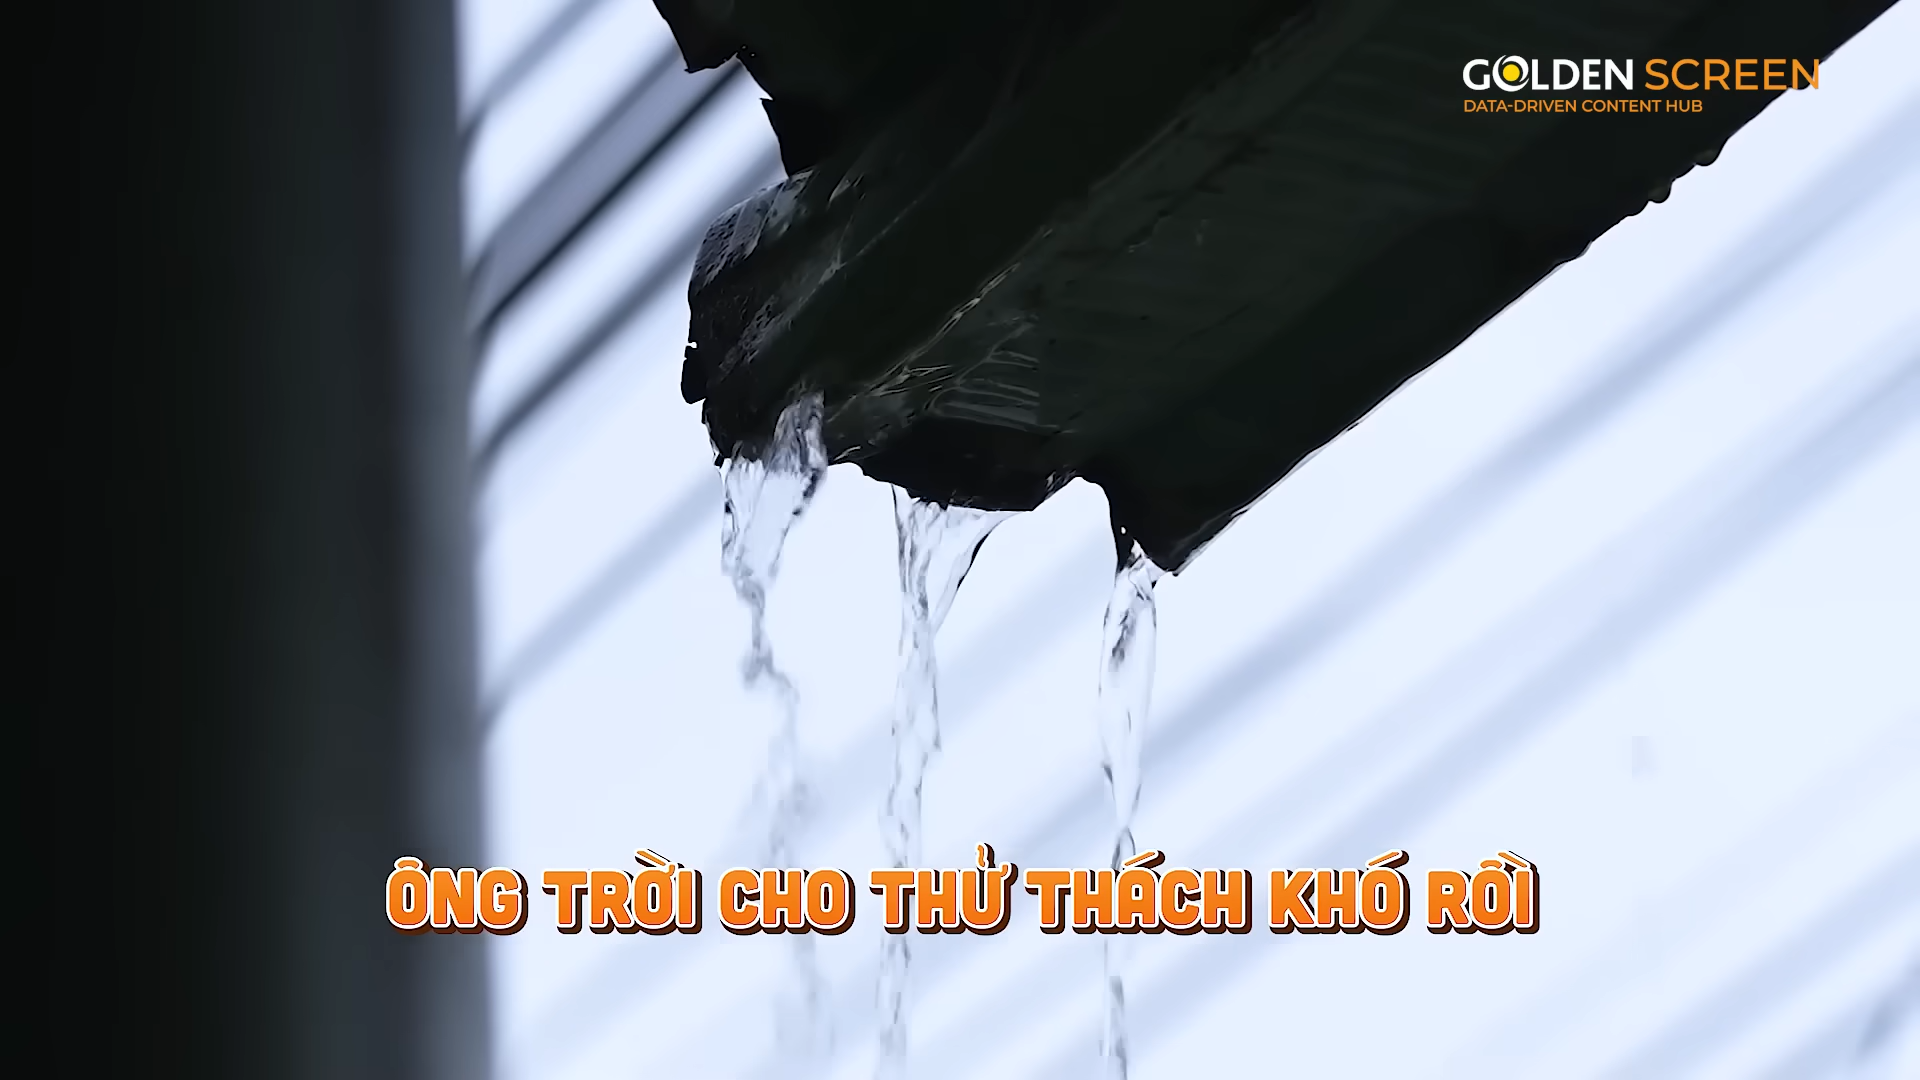 GOLDEN SCREEN
DATA-DRIVEN CONTENT HUB
ÔNG TRỜI CHO THỬ THÁCH KHÓ RỒI